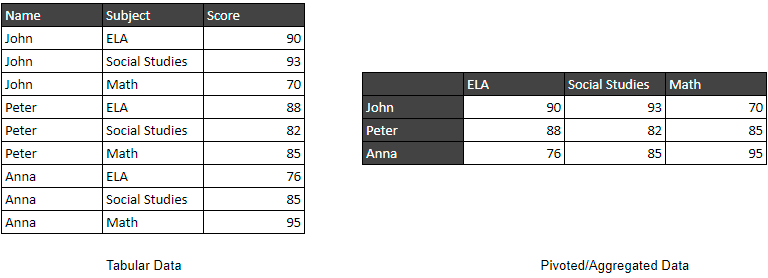 Name Subject Score
John ELA 90
John Social Studies 93
John Math 70
Peter ELA 88
Peter Social Studies 82
Peter Math 85
Anna ELA 76
Anna Social Studies 85
Anna Math 95
Tabular Data
ELA Social Studies Math
John 90 93 70
Peter 88 82 85
Anna 76 85 95
Pivoted/Aggregated Data